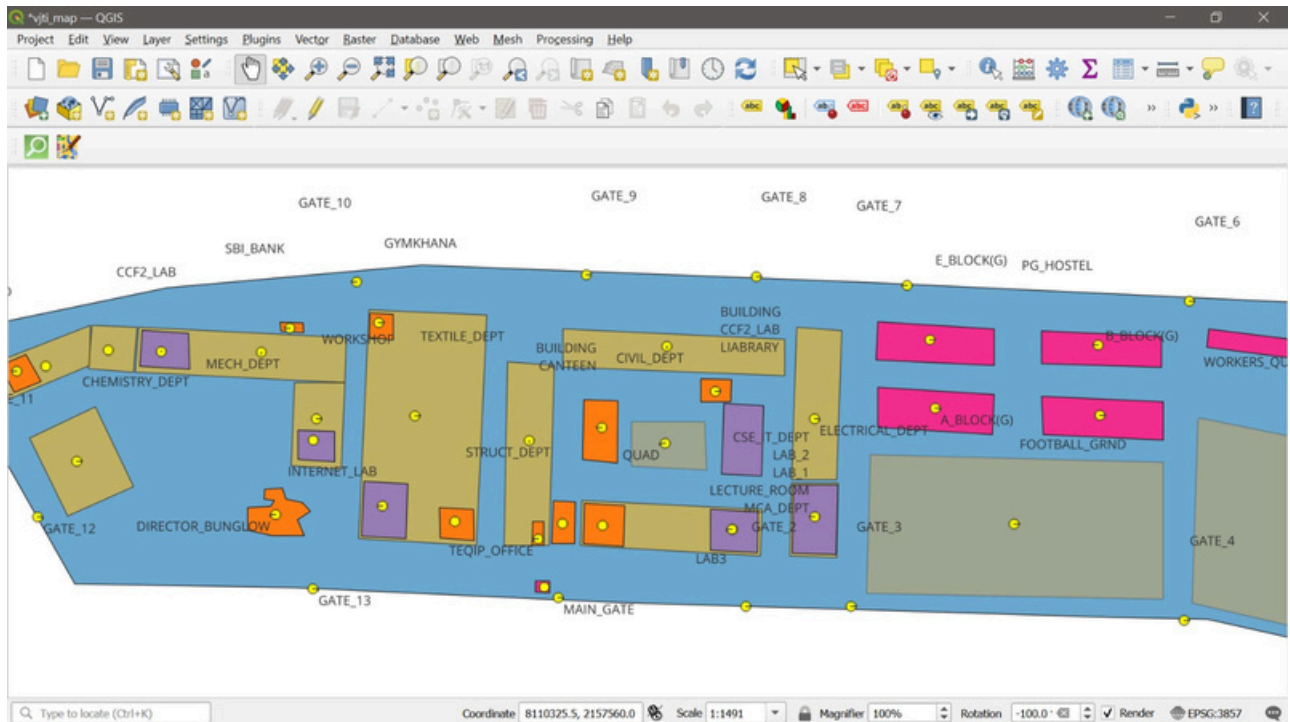 *vjti_map — QGIS
Project Edit View Layer Settings Plugins Vector Raster Database Web Mesh Processing Help
GATE_10
GATE_9
GATE_8
GATE_7
GATE_6
SBI_BANK
GYMKHANA
CCF2_LAB
E_BLOCK(G)
PG_HOSTEL
BUILDING
CCF2_LAB
LIABRARY
WORKSHOP
TEXTILE_DEPT
BUILDING
CANTEEN
CIVIL_DEPT
B_BLOCK(G)
MECH_DEPT
WORKERS_QU
CHEMISTRY_DEPT
E_11
A_BLOCK(G)
ELECTRICAL_DEPT
CSE_IT_DEPT
FOOTBALL_GRND
STRUCT_DEPT
QUAD
LAB_2
LAB_1
INTERNET_LAB
LECTURE_ROOM
MCA_DEPT
GATE_12
DIRECTOR_BUNGLOW
GATE_2
GATE_3
GATE_4
TEQIP_OFFICE
LAB3
GATE_13
MAIN_GATE
Type to locate (Ctrl+K) Coordinate 8110325.5, 2157560.0 Scale 1:1491 Magnifier 100% Rotation -100.0 Render EPSG:3857